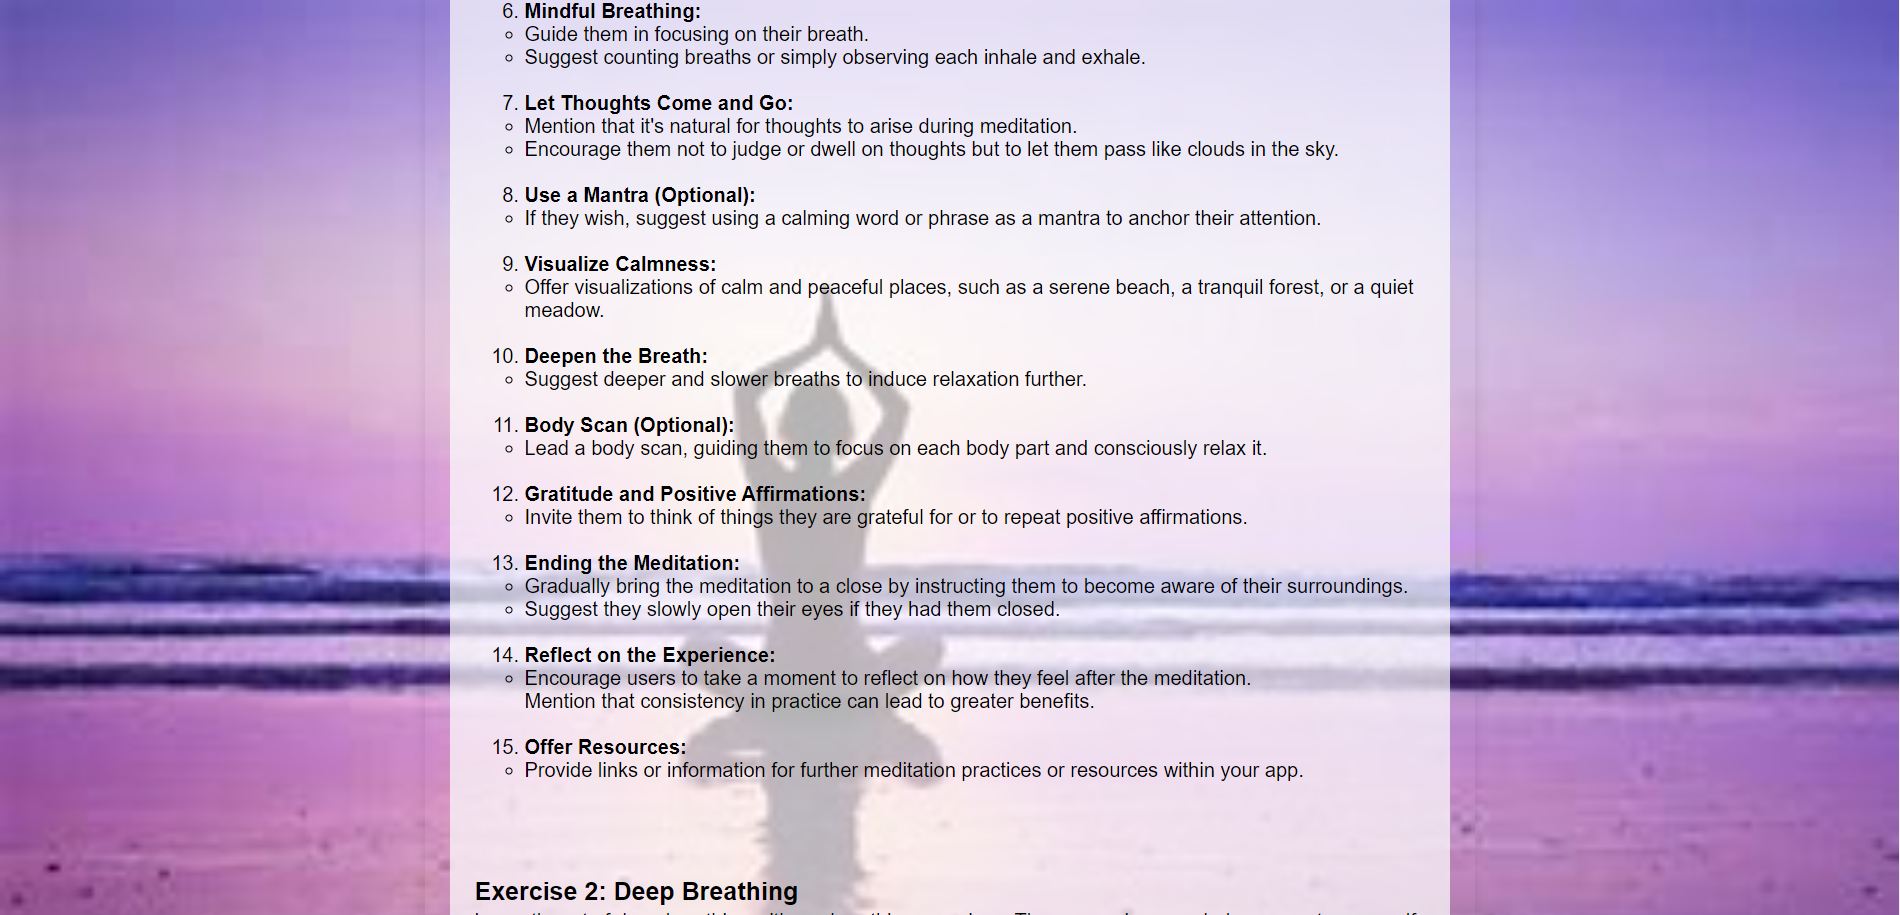 6. Mindful Breathing:
◦ Guide them in focusing on their breath.
◦ Suggest counting breaths or simply observing each inhale and exhale.
7. Let Thoughts Come and Go:
◦ Mention that it's natural for thoughts to arise during meditation.
◦ Encourage them not to judge or dwell on thoughts but to let them pass like clouds in the sky.
8. Use a Mantra (Optional):
◦ If they wish, suggest using a calming word or phrase as a mantra to anchor their attention.
9. Visualize Calmness:
◦ Offer visualizations of calm and peaceful places, such as a serene beach, a tranquil forest, or a quiet
meadow.
10. Deepen the Breath:
◦ Suggest deeper and slower breaths to induce relaxation further.
11. Body Scan (Optional):
◦ Lead a body scan, guiding them to focus on each body part and consciously relax it.
12. Gratitude and Positive Affirmations:
◦ Invite them to think of things they are grateful for or to repeat positive affirmations.
13. Ending the Meditation:
◦ Gradually bring the meditation to a close by instructing them to become aware of their surroundings.
◦ Suggest they slowly open their eyes if they had them closed.
14. Reflect on the Experience:
◦ Encourage users to take a moment to reflect on how they feel after the meditation.
Mention that consistency in practice can lead to greater benefits.
15. Offer Resources:
◦ Provide links or information for further meditation practices or resources within your app.
Exercise 2: Deep Breathing